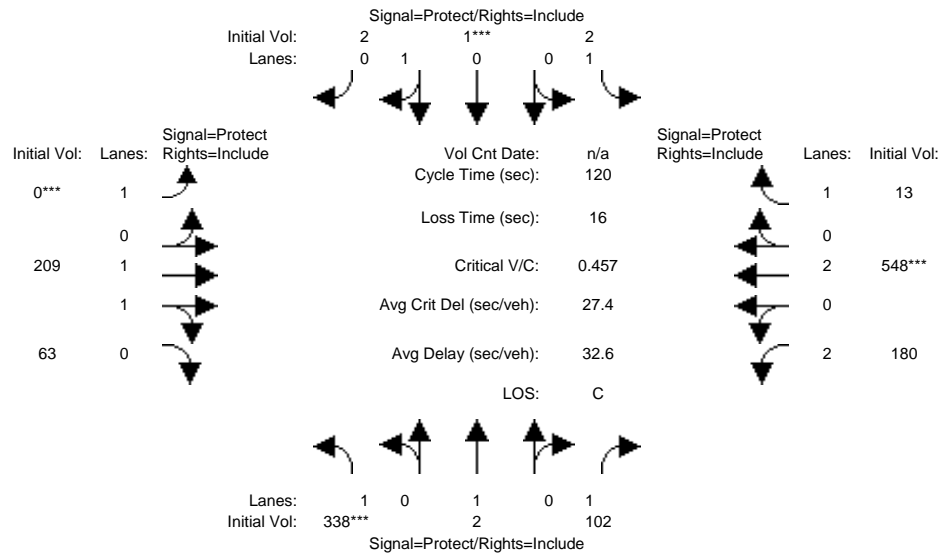 Signal=Protect/Rights=Include
Initial Vol: 2 1*** 2
Lanes: 0 1 0 0 1
Signal=Protect Signal=Protect
Initial Vol: Lanes: Rights=Include Vol Cnt Date: n/a Rights=Include Lanes: Initial Vol:
Cycle Time (sec): 120
0*** 1 1 13
Loss Time (sec): 16
0 0
209 1 Critical V/C: 0.457 2 548***
1 Avg Crit Del (sec/veh): 27.4 0
63 0 Avg Delay (sec/veh): 32.6 2 180
LOS: C
Lanes: 1 0 1 0 1
Initial Vol: 338*** 2 102
Signal=Protect/Rights=Include